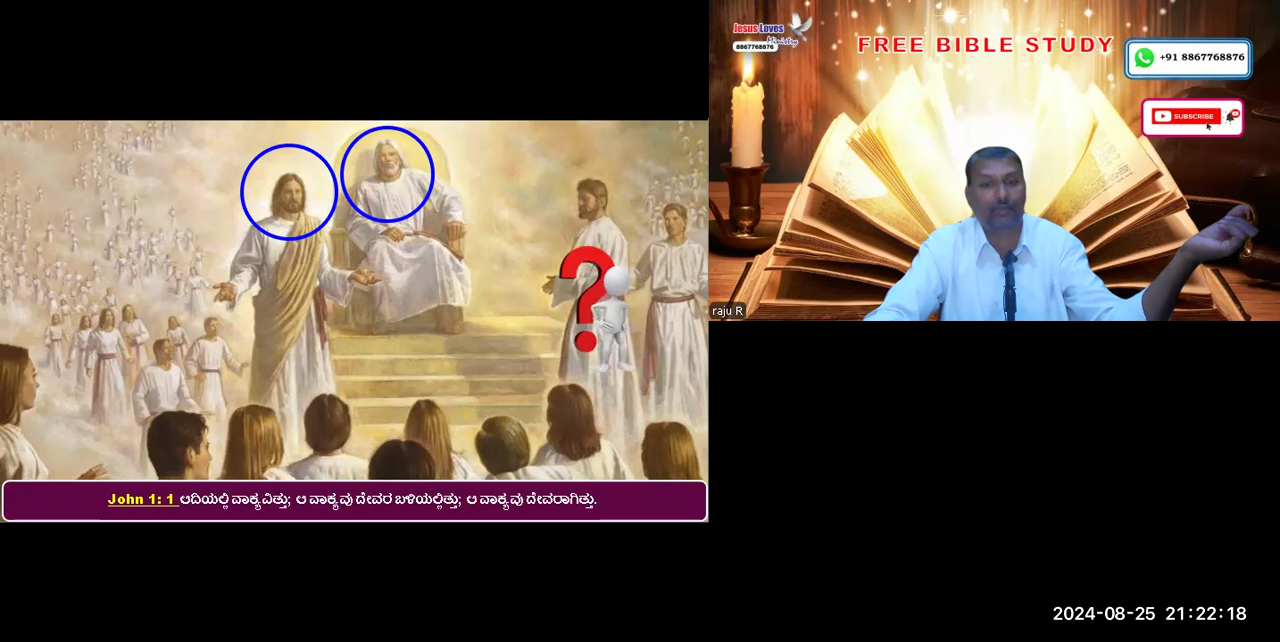 John 1: 1 ಆದಿಯಲ್ಲಿ ವಾಕ್ಯವಿತ್ತು; ಆ ವಾಕ್ಯವು ದೇವರ ಬಳಿಯಲ್ಲಿತ್ತು; ಆ ವಾಕ್ಯವು ದೇವರಾಗಿತ್ತು.
Jesus Loves
Ministry
8867768876
FREE BIBLE STUDY
+91 8867768876
SUBSCRIBE
raju R
2024-08-25 21:22:18